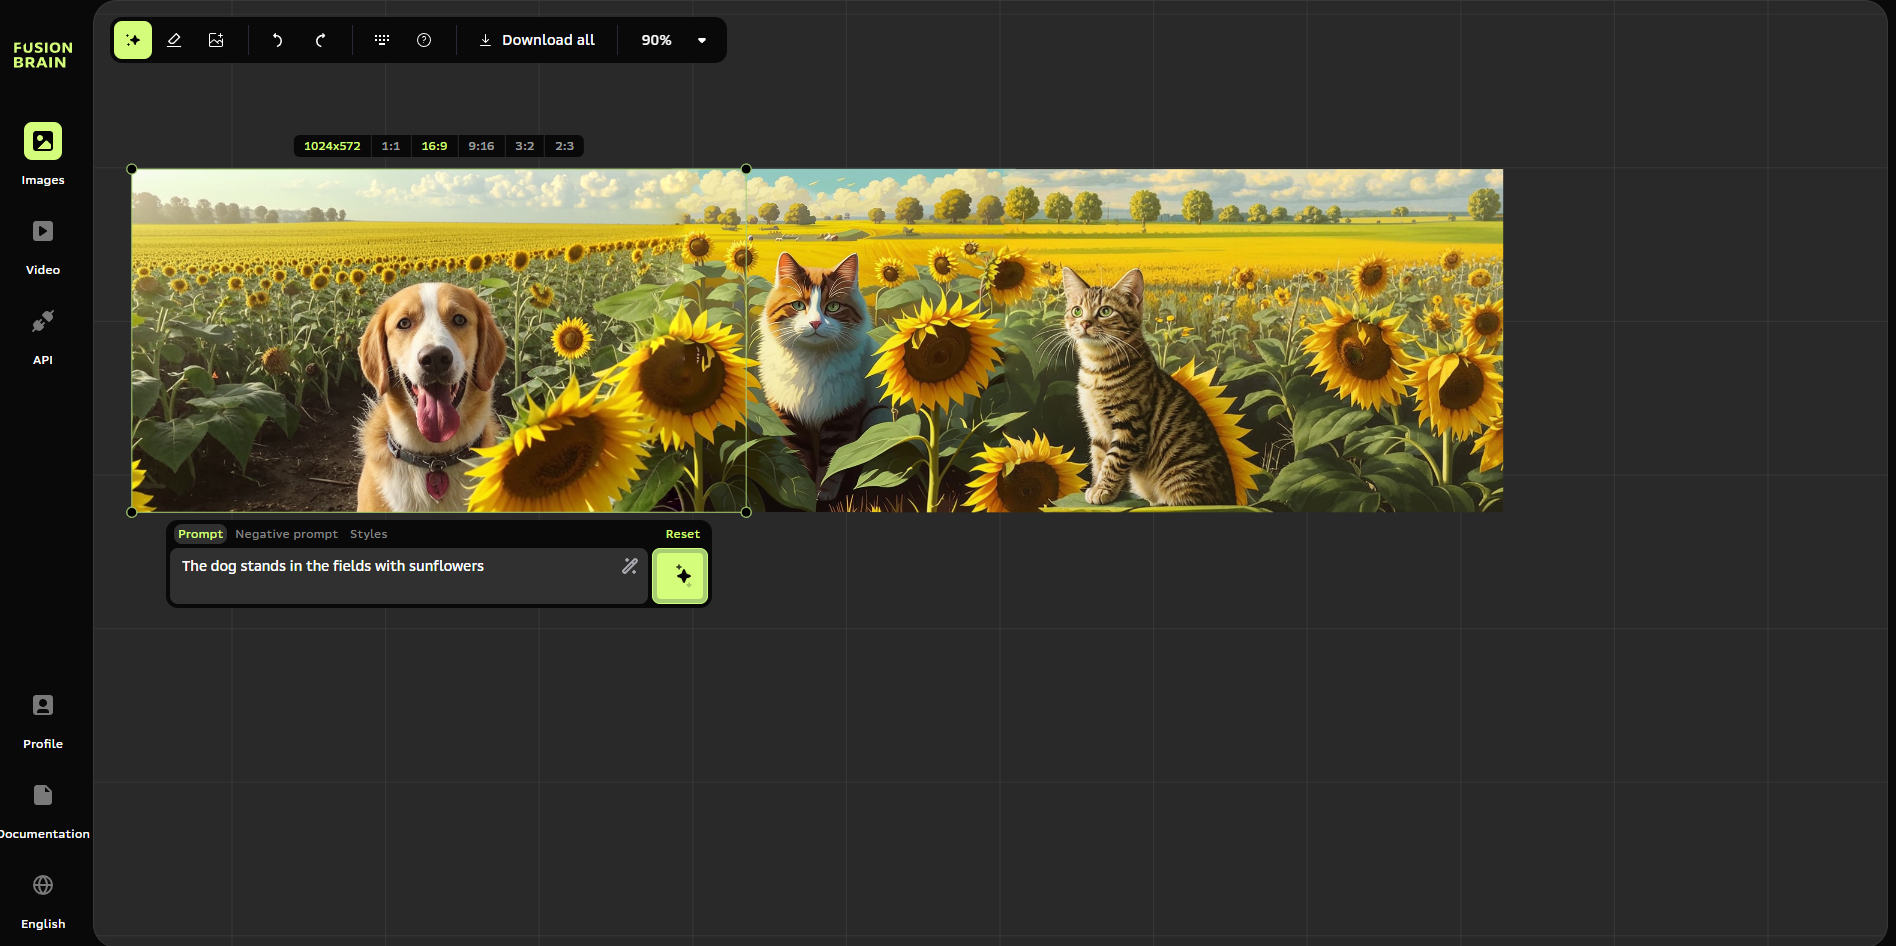 FUSION
BRAIN
Download all
90%
1024x572 1:1 16:9 9:16 3:2 2:3
Images
Video
API
Prompt Negative prompt Styles Reset
The dog stands in the fields with sunflowers
Profile
Documentation
English